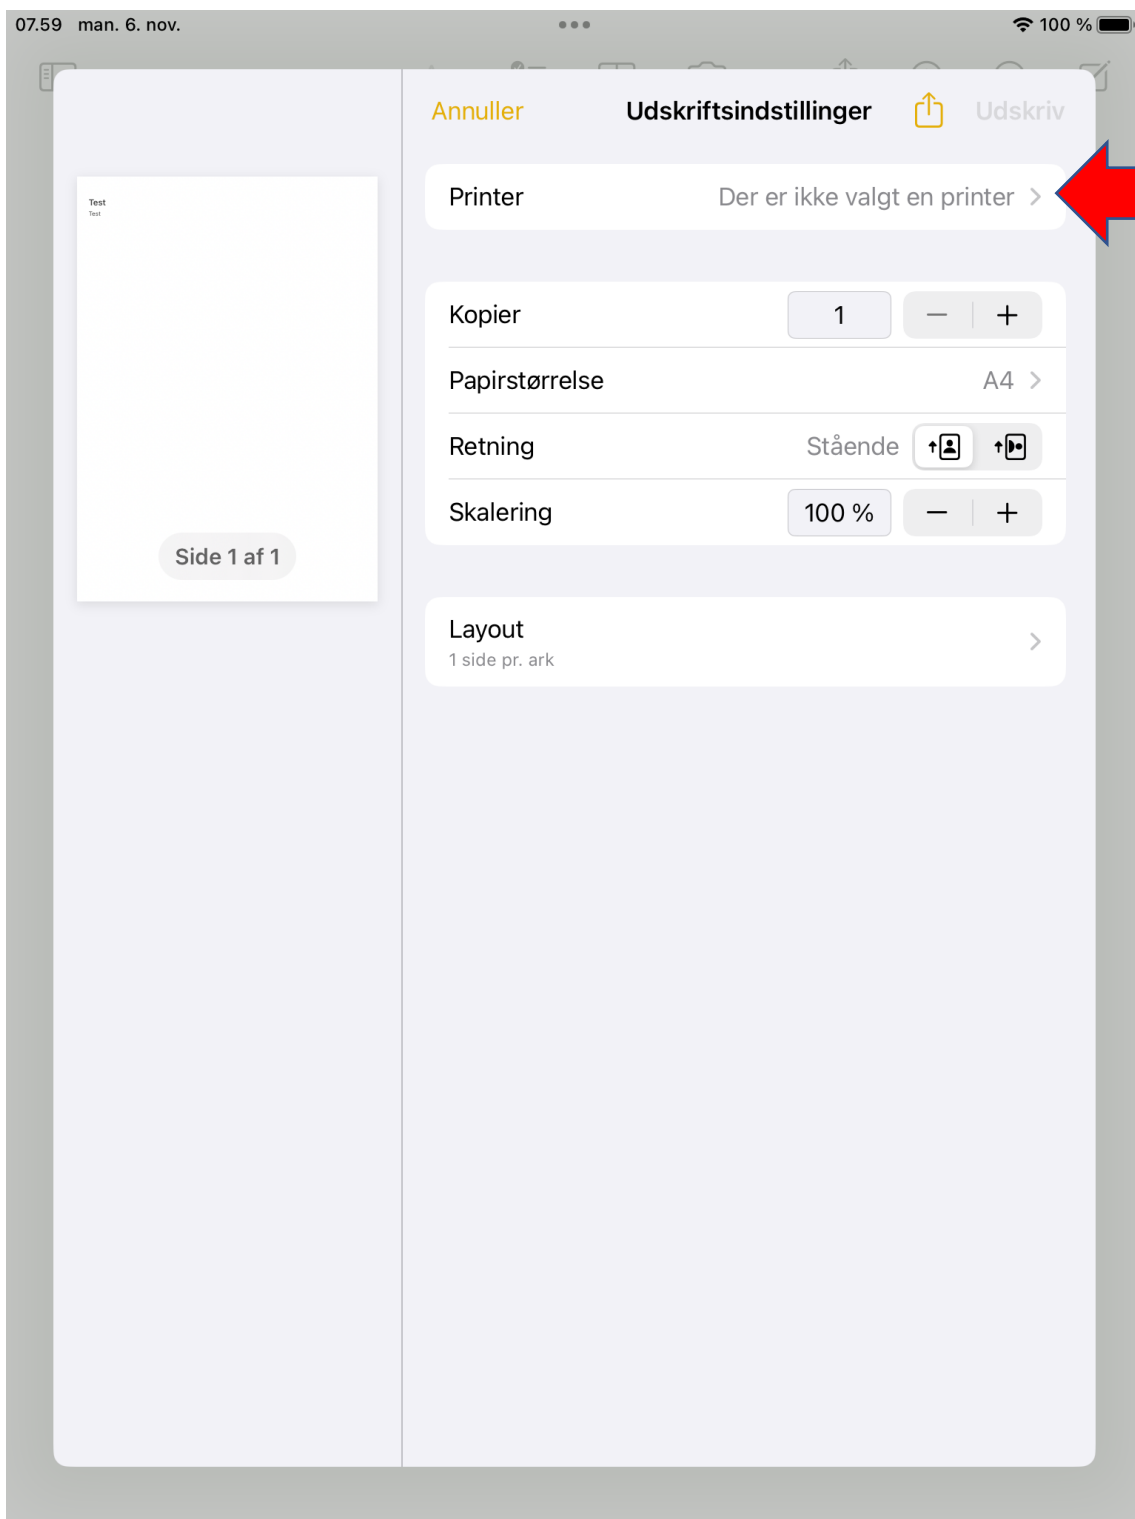 07.59 man. 6. nov.
100 %
Annuller
Udskriftsindstillinger
Udskriv
Test
Test
Side 1 af 1
Printer
Der er ikke valgt en printer
Kopier
1
Papirstørrelse
A4
Retning
Stående
Skalering
100 %
Layout
1 side pr. ark